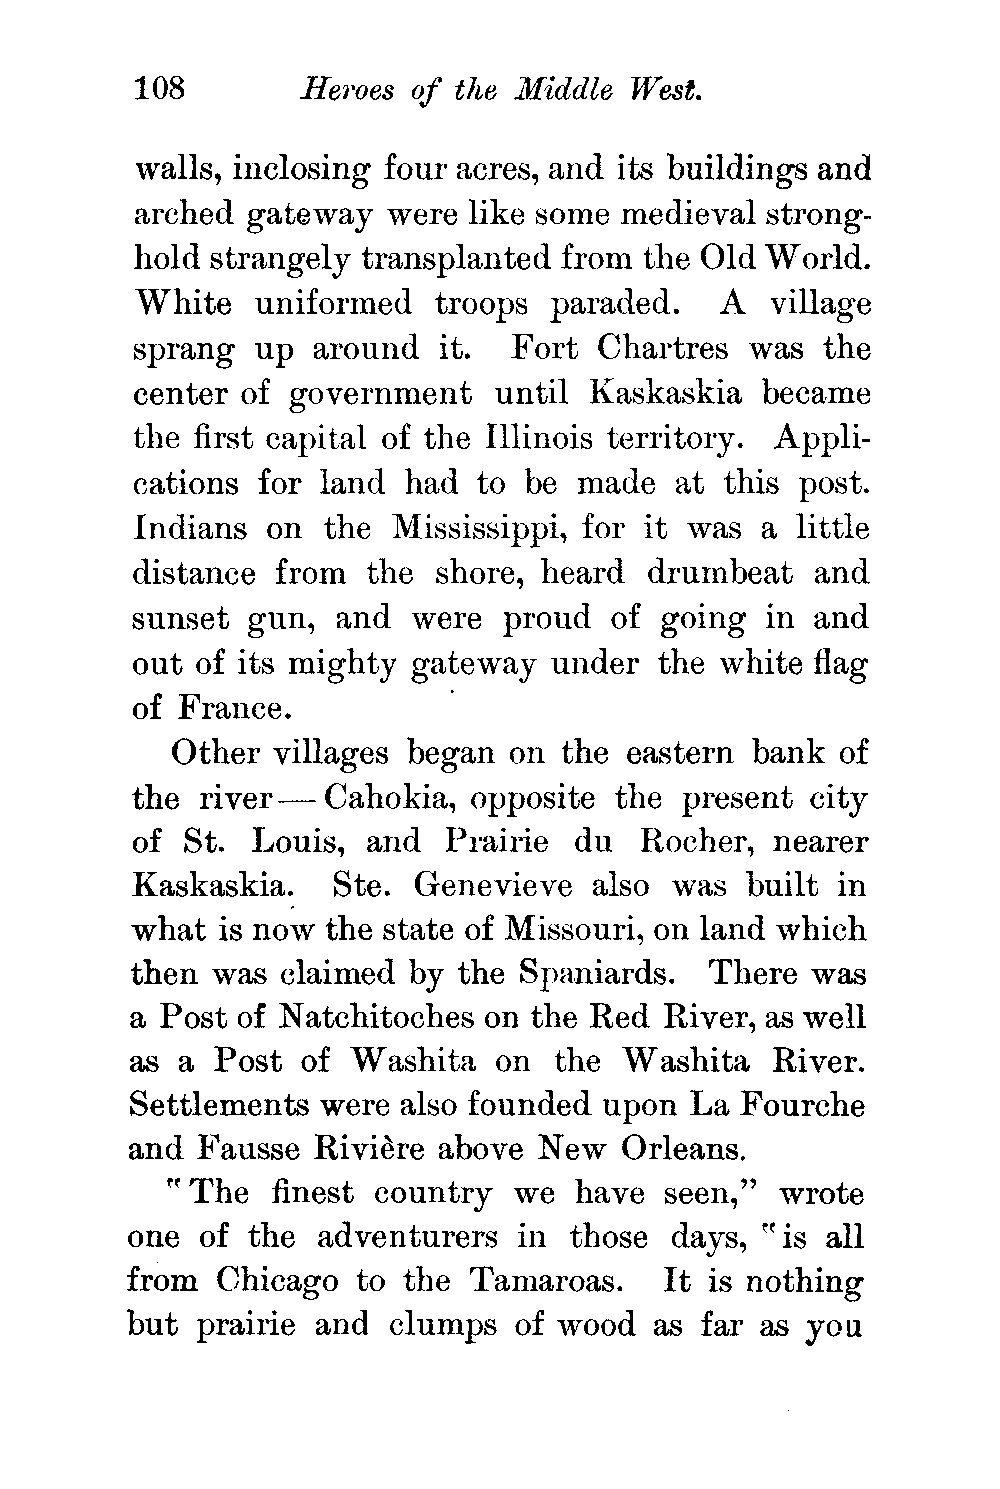 108 Heroes of the Middle West.
walls, inclosing four acres, and its buildings and
arched gateway were like some medieval strong-
hold strangely transplanted from the Old World.
White uniformed troops paraded. A village
sprang up around it. Fort Chartres was the
center of government until Kaskaskia became
the first capital of the Illinois territory. Appli-
cations for land had to be made at this post.
Indians on the Mississippi, for it was a little
distance from the shore, heard drumbeat and
sunset gun, and were proud of going in and
out of its mighty gateway under the white flag
of France.
Other villages began on the eastern bank of
the river — Cahokia, opposite the present city
of St. Louis, and Prairie du Rocher, nearer
Kaskaskia. Ste. Genevieve also was built in
what is now the state of Missouri, on land which
then was claimed by the Spaniards. There was
a Post of Natchitoches on the Red River, as well
as a Post of Washita on the Washita River.
Settlements were also founded upon La Fourche
and Fausse Rivière above New Orleans.
"The finest country we have seen," wrote
one of the adventurers in those days, "is all
from Chicago to the Tamaroas. It is nothing
but prairie and clumps of wood as far as you